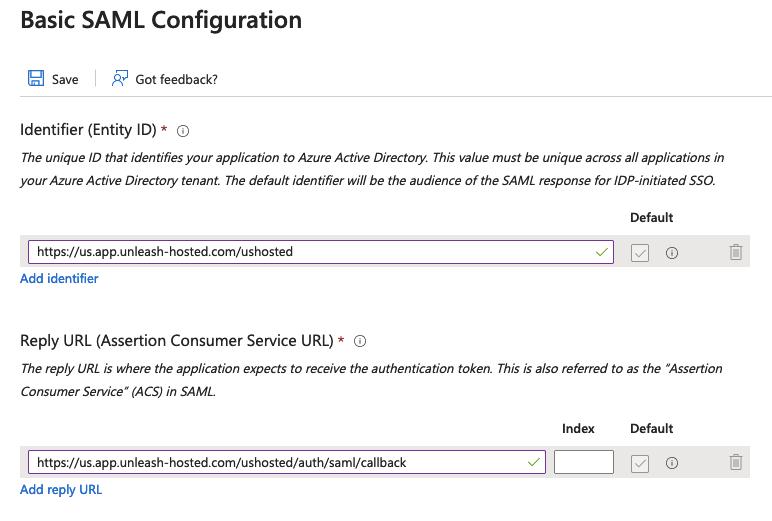 Basic SAML Configuration
Save
Got feedback?
Identifier (Entity ID) *
The unique ID that identifies your application to Azure Active Directory. This value must be unique across all applications in
your Azure Active Directory tenant. The default identifier will be the audience of the SAML response for IDP-initiated SSO.
Default
https://us.app.unleash-hosted.com/ushosted
Add identifier
Reply URL (Assertion Consumer Service URL) *
The reply URL is where the application expects to receive the authentication token. This is also referred to as the "Assertion
Consumer Service" (ACS) in SAML.
Index Default
https://us.app.unleash-hosted.com/ushosted/auth/saml/callback
Add reply URL